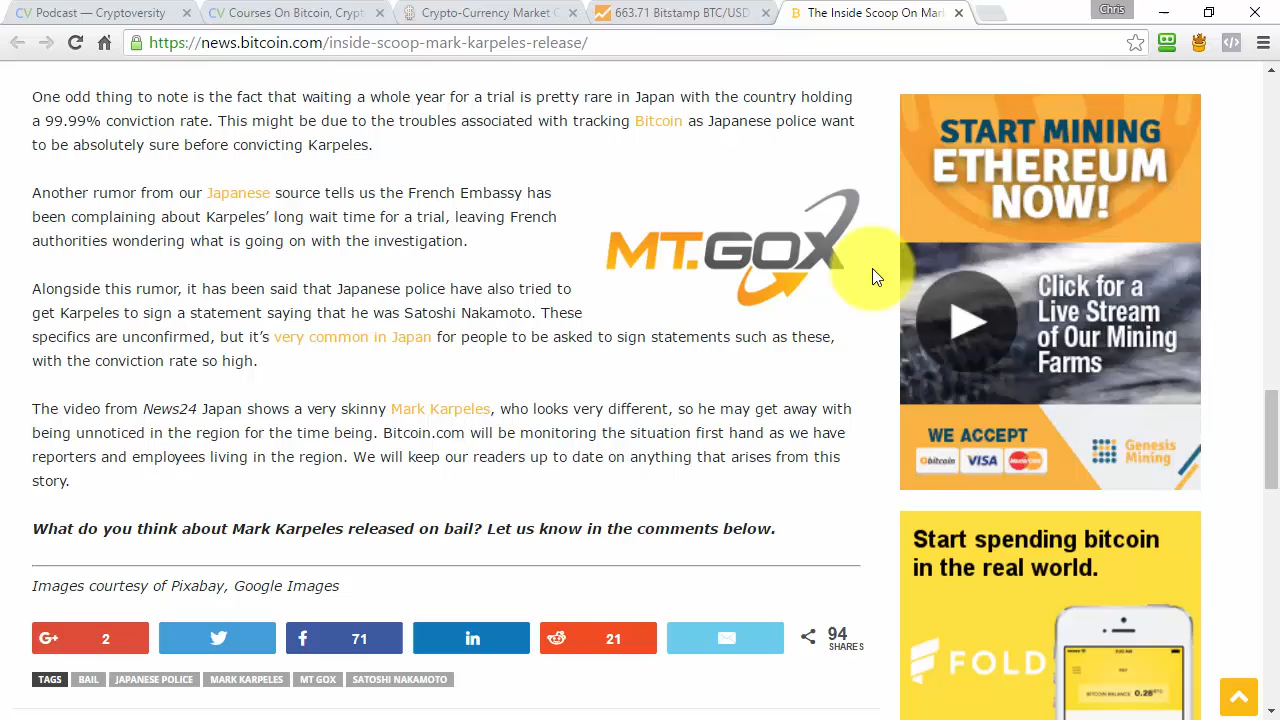 Podcast — Cryptoversity
Courses On Bitcoin, Crypt
Crypto-Currency Market C
663.71 Bitstamp BTC/USD
The Inside Scoop On Mar
Chris
https://news.bitcoin.com/inside-scoop-mark-karpeles-release/
One odd thing to note is the fact that waiting a whole year for a trial is pretty rare in Japan with the country holding
a 99.99% conviction rate. This might be due to the troubles associated with tracking Bitcoin as Japanese police want
to be absolutely sure before convicting Karpeles.
Another rumor from our Japanese source tells us the French Embassy has
been complaining about Karpeles’ long wait time for a trial, leaving French
authorities wondering what is going on with the investigation.
MT.GOX
Alongside this rumor, it has been said that Japanese police have also tried to
get Karpeles to sign a statement saying that he was Satoshi Nakamoto. These
specifics are unconfirmed, but it’s very common in Japan for people to be asked to sign statements such as these,
with the conviction rate so high.
The video from News24 Japan shows a very skinny Mark Karpeles, who looks very different, so he may get away with
being unnoticed in the region for the time being. Bitcoin.com will be monitoring the situation first hand as we have
reporters and employees living in the region. We will keep our readers up to date on anything that arises from this
story.
What do you think about Mark Karpeles released on bail? Let us know in the comments below.
Images courtesy of Pixabay, Google Images
G+ 2
f 71
in
21
94
SHARES
TAGS BAIL JAPANESE POLICE MARK KARPELES MT GOX SATOSHI NAKAMOTO
START MINING
ETHEREUM
NOW!
Click for a
Live Stream
of Our Mining
Farms
WE ACCEPT
bitcoin VISA MasterCard
Genesis
Mining
Start spending bitcoin
in the real world.
FOLD
PAY
BITCOIN BALANCE 0.28